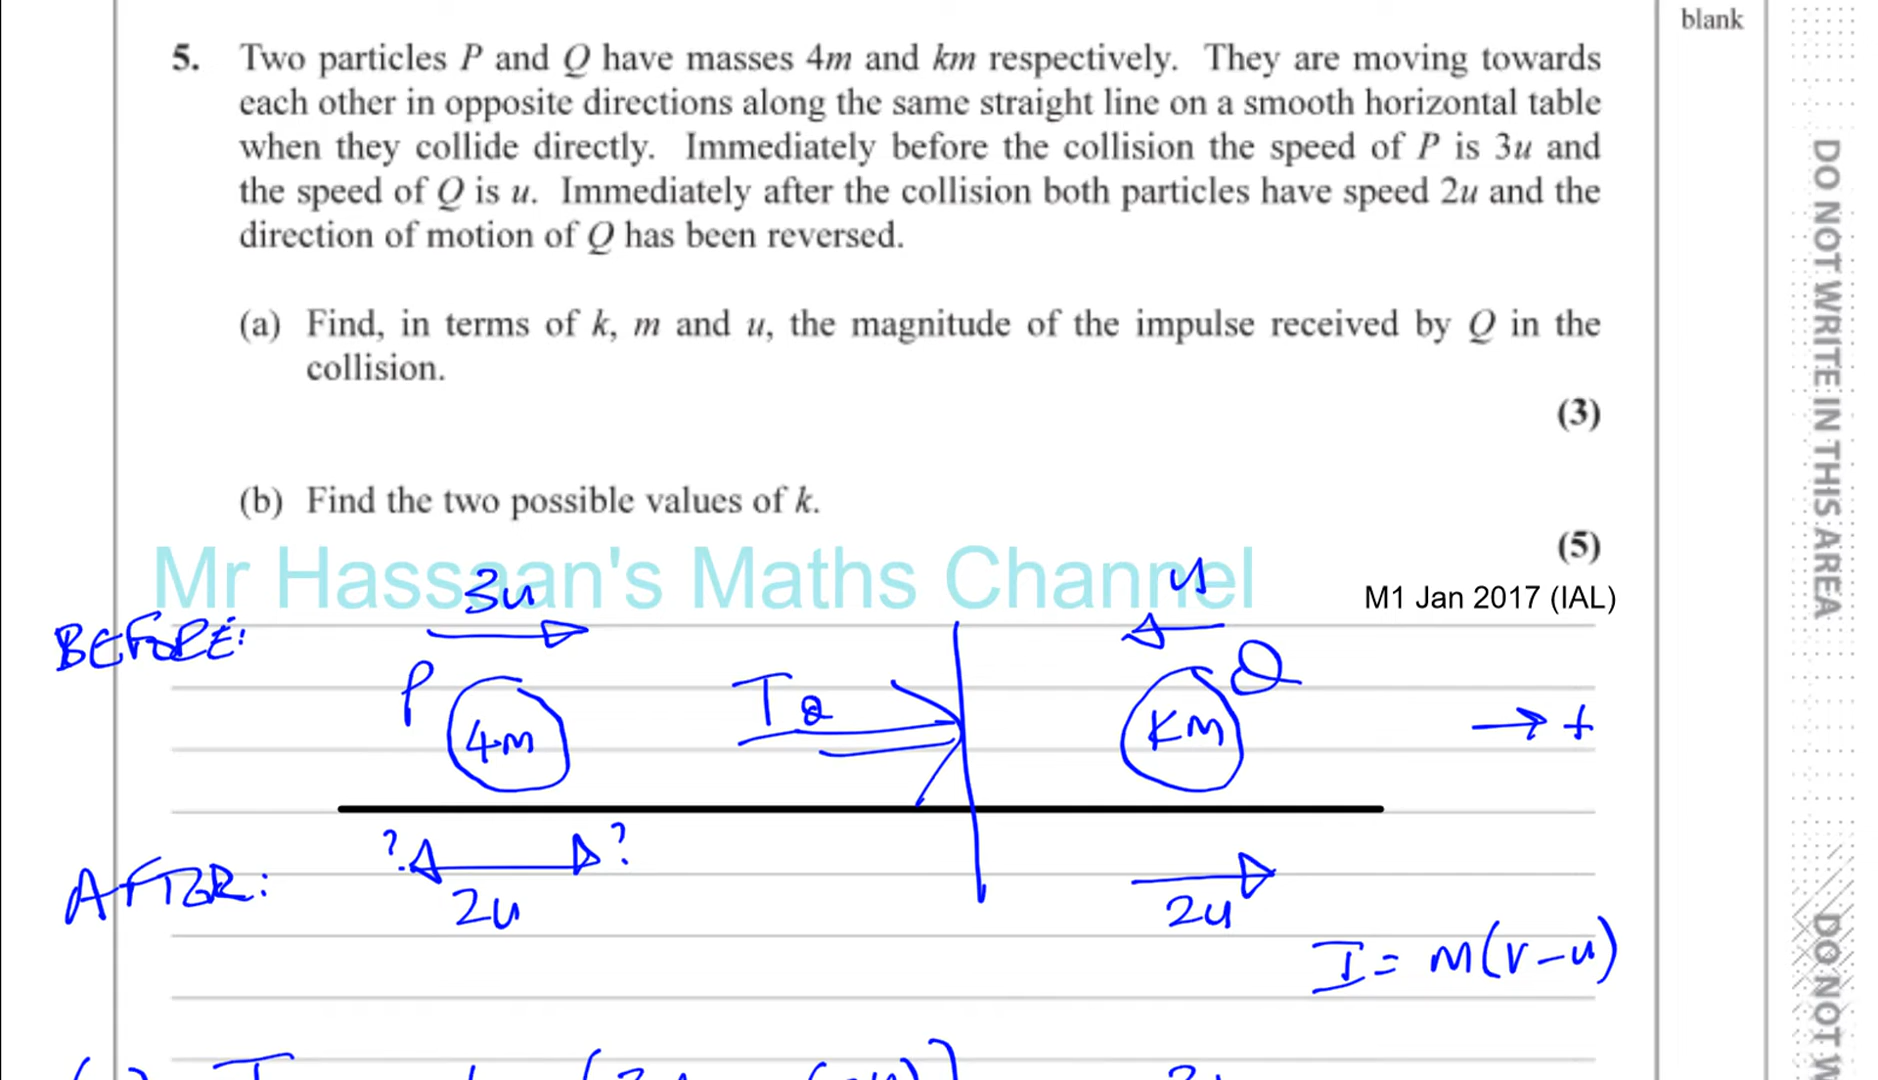 blank
5. Two particles P and Q have masses 4m and km respectively. They are moving towards
each other in opposite directions along the same straight line on a smooth horizontal table
when they collide directly. Immediately before the collision the speed of P is 3u and
the speed of Q is u. Immediately after the collision both particles have speed 2u and the
direction of motion of Q has been reversed.
(a) Find, in terms of k, m and u, the magnitude of the impulse received by Q in the
collision.
(3)
(b) Find the two possible values of k.
(5)
Mr Hassaan's Maths Channel
M1 Jan 2017 (IAL)
BEFORE:
3u
u
P
4m
IQ
km
Q
+
AFTER:
? ?
2u
2u
I = m(v-u)
DO NOT WRITE IN THIS AREA
DO NOT W